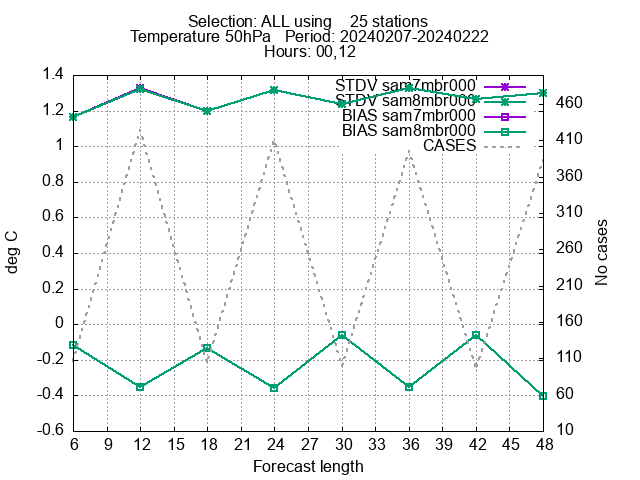 Selection: ALL using    25 stations
Temperature 50hPa   Period: 20240207-20240222
Hours: 00,12
STDV sam7mbr000
STDV sam8mbr000
BIAS sam7mbr000
BIAS sam8mbr000
CASES
deg C
1.4
1.2
1
0.8
0.6
0.4
0.2
0
-0.2
-0.4
-0.6
No cases
460
410
360
310
260
210
160
110
60
10
6 9 12 15 18 21 24 27 30 33 36 39 42 45 48
Forecast length